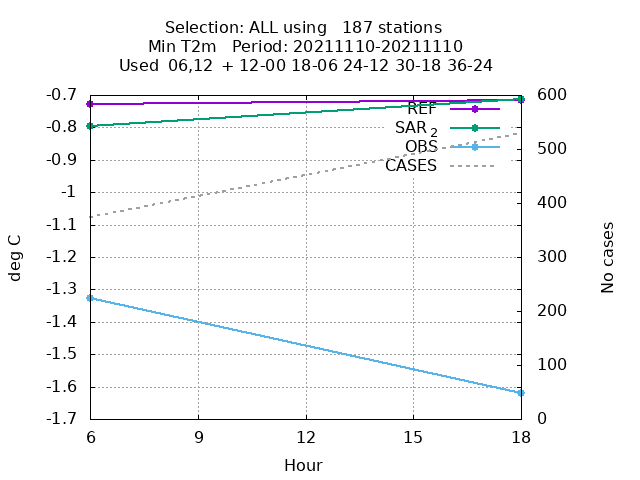 Selection: ALL using   187 stations
Min T2m   Period: 20211110-20211110
Used  06,12  + 12-00 18-06 24-12 30-18 36-24
-0.7
-0.8
-0.9
-1
-1.1
-1.2
-1.3
-1.4
-1.5
-1.6
-1.7
deg C
6
9
12
15
18
Hour
600
500
400
300
200
100
0
No cases
REF
SAR 2
OBS
CASES